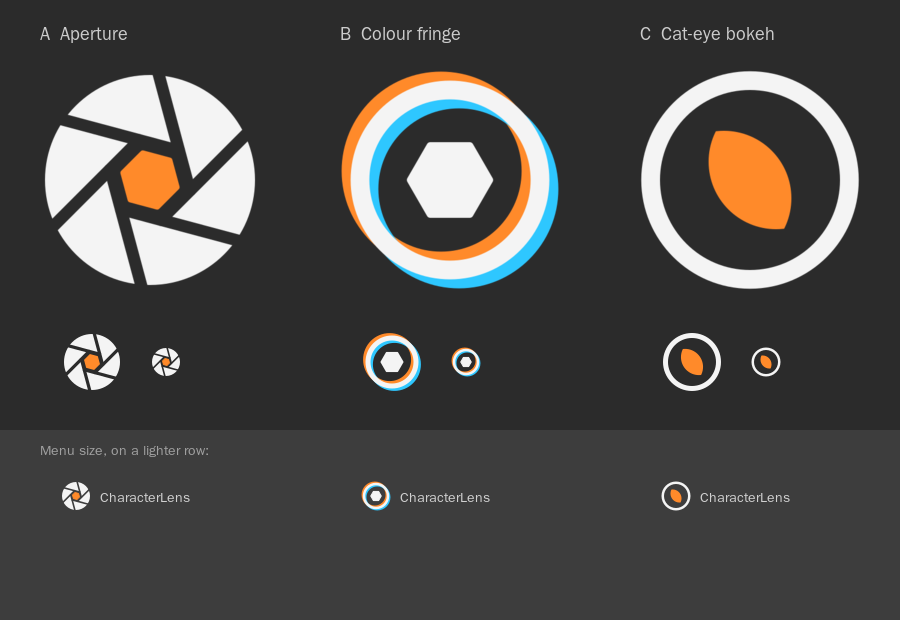 A Aperture
B Colour fringe
C Cat-eye bokeh
Menu size, on a lighter row:
CharacterLens
CharacterLens
CharacterLens